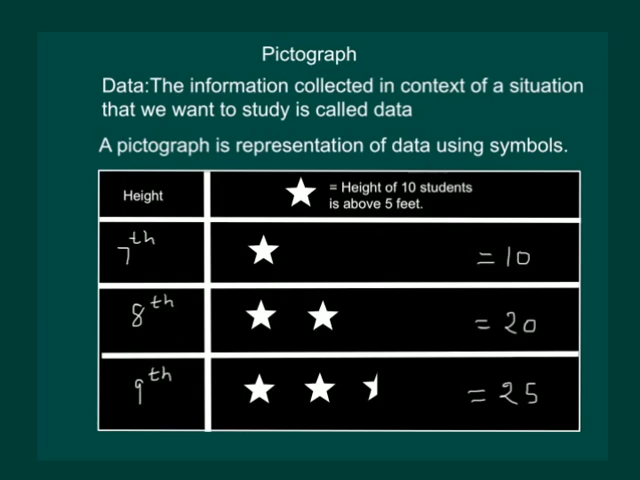 Pictograph
Data:The information collected in context of a situation
that we want to study is called data
A pictograph is representation of data using symbols.
Height
= Height of 10 students
is above 5 feet.
7th
= 10
8th
= 20
9th
= 25